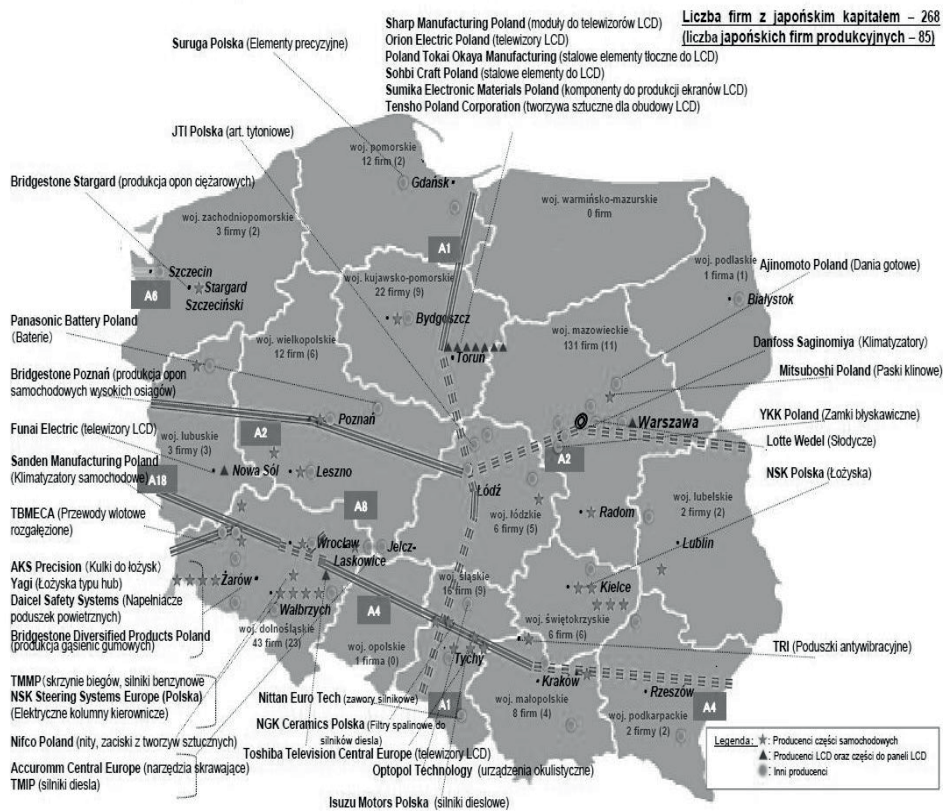 Liczba firm z japońskim kapitałem – 268
(liczba japońskich firm produkcyjnych – 85)
Sharp Manufacturing Poland (moduły do telewizorów LCD)
Orion Electric Poland (telewizory LCD)
Poland Tokai Okaya Manufacturing (stalowe elementy tłoczne do LCD)
Sohbi Craft Poland (stalowe elementy do LCD)
Sumika Electronic Materials Poland (komponenty do produkcji ekranów LCD)
Tensho Poland Corporation (tworzywa sztuczne dla obudowy LCD)
Suruga Polska (Elementy precyzyjne)
JTI Polska (art. tytoniowe)
Bridgestone Stargard (produkcja opon ciężarowych)
Panasonic Battery Poland
(Baterie)
Bridgestone Poznań (produkcja opon
samochodowych wysokich osiągów)
Funai Electric (telewizory LCD)
Sanden Manufacturing Poland
(Klimatyzatory samochodowe)
TBMECA (Przewody wlotowe
rozgałęzione)
AKS Precision (Kulki do łożysk)
Yagi (Łożyska typu hub)
Daicel Safety Systems (Napełniacze
poduszek powietrznych)
Bridgestone Diversified Products Poland
(produkcja gąsienic gumowych)
TMMP (skrzynie biegów, silniki benzynowe
NSK Steering Systems Europe (Polska)
(Elektryczne kolumny kierownicze)
Nifco Poland (nity, zaciski z tworzyw sztucznych)
Accuromm Central Europe (narzędzia skrawające)
TMIP (silniki diesla)
woj. pomorskie
12 firm (2)
Gdańsk
woj. warmińsko-mazurskie
0 firm
woj. zachodniopomorskie
3 firmy (2)
Szczecin
Stargard
Szczeciński
A6
A1
woj. kujawsko-pomorskie
22 firmy (9)
Bydgoszcz
Toruń
woj. podlaskie
1 firma (1)
Białystok
woj. wielkopolskie
12 firm (6)
Poznań
A2
Leszno
woj. mazowieckie
131 firm (11)
Warszawa
A2
Radom
woj. lubuskie
3 firmy (3)
Nowa Sól
A18
Łódź
woj. łódzkie
6 firmy (5)
woj. lubelskie
2 firmy (2)
Lublin
A8
Wrocław
Jelcz-
Laskowice
Żarów
Wałbrzych
woj. dolnośląskie
43 firm (23)
A4
woj. opolskie
1 firma (0)
woj. śląskie
16 firm (9)
Tychy
A1
Kielce
woj. świętokrzyskie
6 firm (6)
Kraków
woj. małopolskie
8 firm (4)
Rzeszów
woj. podkarpackie
2 firmy (2)
A4
Ajinomoto Poland (Dania gotowe)
Danfoss Saginomiya (Klimatyzatory)
Mitsuboshi Poland (Paski klinowe)
YKK Poland (Zamki błyskawiczne)
Lotte Wedel (Słodycze)
NSK Polska (Łożyska)
TRI (Poduszki antywibracyjne)
Nittan Euro Tech (zawory silnikowe)
NGK Ceramics Polska (Filtry spalinowe do
silników diesla)
Toshiba Television Central Europe (telewizory LCD)
Optopol Technology (urządzenia okulistyczne)
Isuzu Motors Polska (silniki dieslowe)
Legenda: : Producenci części samochodowych
: Producenci LCD oraz części do paneli LCD
: Inni producenci